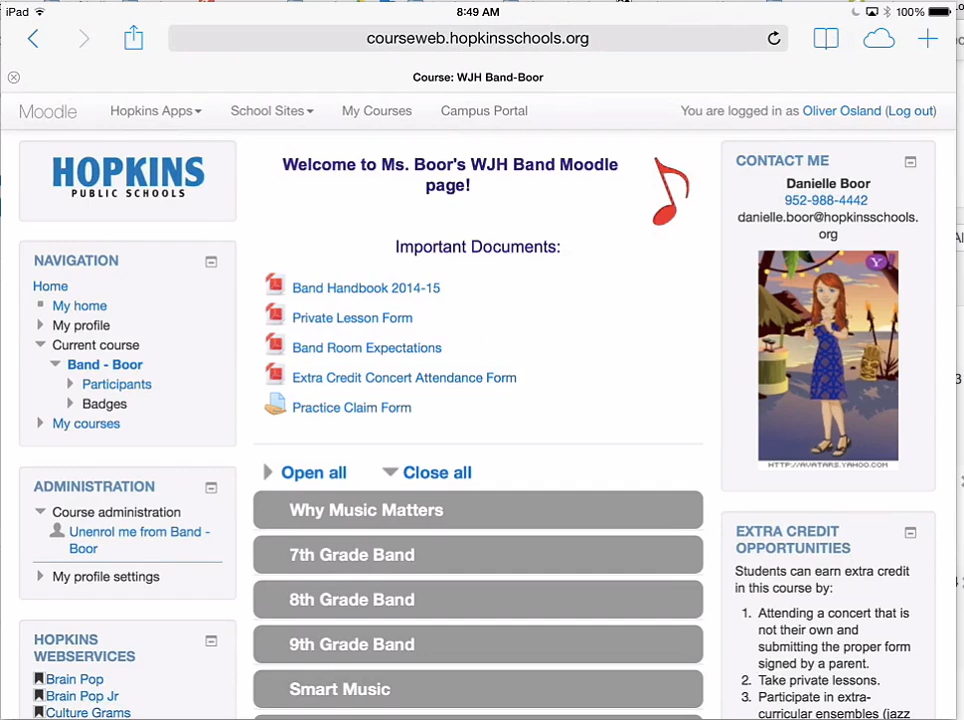 iPad
8:49 AM
100%
courseweb.hopkinsschools.org
Course: WJH Band-Boor
Moodle
Hopkins Apps
School Sites
My Courses
Campus Portal
You are logged in as Oliver Osland (Log out)
HOPKINS
PUBLIC SCHOOLS
NAVIGATION
Home
My home
My profile
Current course
Band - Boor
Participants
Badges
My courses
ADMINISTRATION
Course administration
Unenrol me from Band -
Boor
My profile settings
HOPKINS
WEBSERVICES
Brain Pop
Brain Pop Jr
Culture Grams
Welcome to Ms. Boor's WJH Band Moodle
page!
Important Documents:
Band Handbook 2014-15
Private Lesson Form
Band Room Expectations
Extra Credit Concert Attendance Form
Practice Claim Form
Open all
Close all
Why Music Matters
7th Grade Band
8th Grade Band
9th Grade Band
Smart Music
CONTACT ME
Danielle Boor
952-988-4442
danielle.boor@hopkinsschools.
org
Y!
HTTP://AVATARS.YAHOO.COM
EXTRA CREDIT
OPPORTUNITIES
Students can earn extra credit
in this course by:
1. Attending a concert that is
not their own and
submitting the proper form
signed by a parent.
2. Take private lessons.
3. Participate in extra-
curricular ensembles (jazz